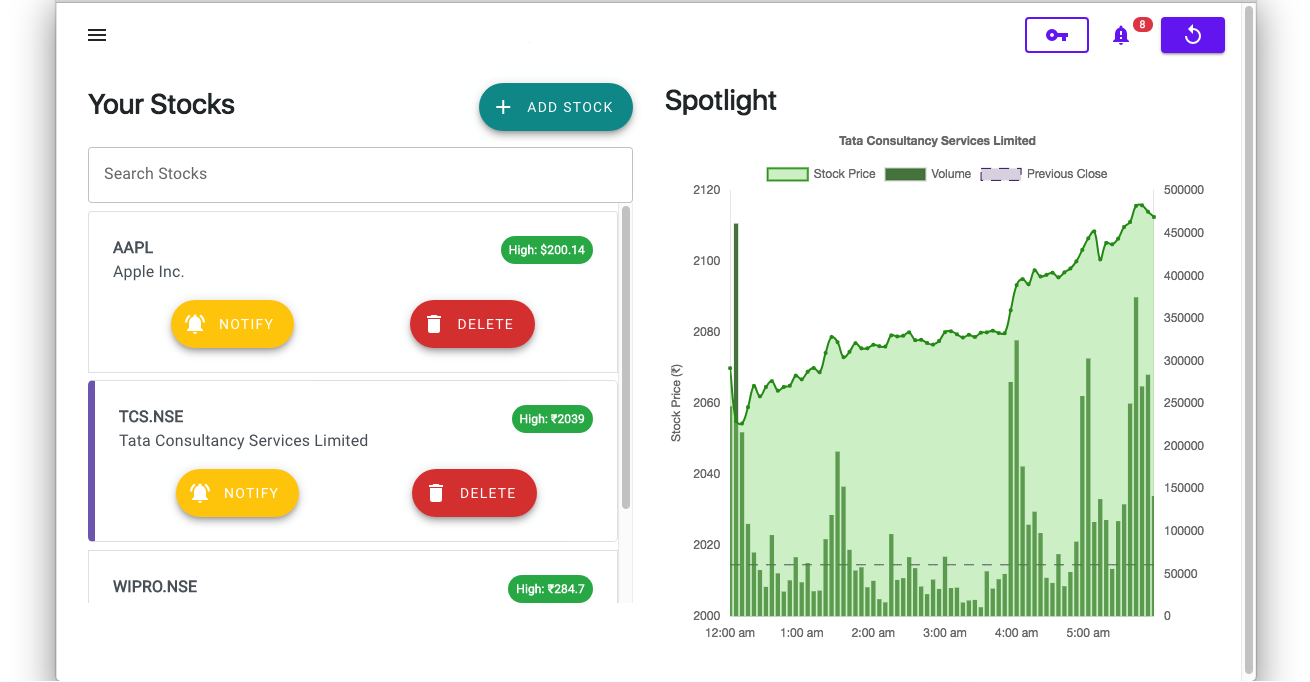 8
Your Stocks
ADD STOCK
Search Stocks
AAPL
High: $200.14
Apple Inc.
NOTIFY
DELETE
TCS.NSE
High: ₹2039
Tata Consultancy Services Limited
NOTIFY
DELETE
WIPRO.NSE
High: ₹284.7
Spotlight
Tata Consultancy Services Limited
Stock Price
Volume
Previous Close
Stock Price (₹)
2120
2100
2080
2060
2040
2020
2000
500000
450000
400000
350000
300000
250000
200000
150000
100000
50000
0
12:00 am
1:00 am
2:00 am
3:00 am
4:00 am
5:00 am